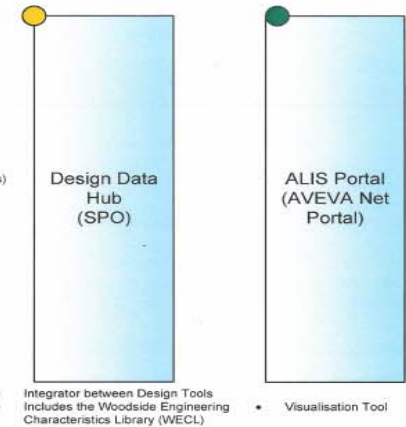 s)
Design Data
Hub
(SPO)
ALIS Portal
(AVEVA Net
Portal)
Integrator between Design Tools
Includes the Woodside Engineering
Characteristics Library (WECL)
• Visualisation Tool